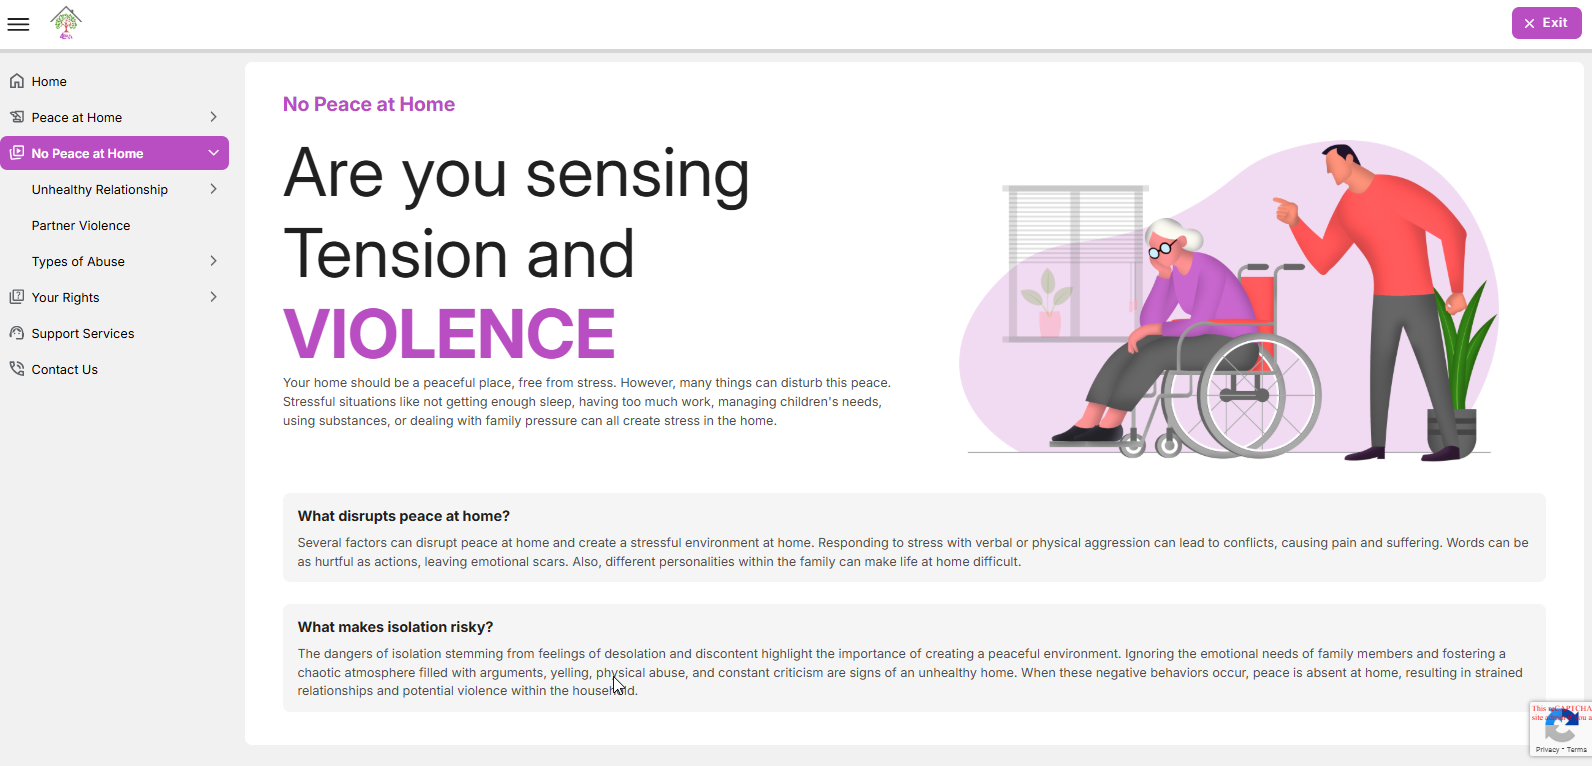 Exit
Home
Peace at Home
No Peace at Home
Unhealthy Relationship
Partner Violence
Types of Abuse
Your Rights
Support Services
Contact Us
No Peace at Home
Are you sensing
Tension and
VIOLENCE
Your home should be a peaceful place, free from stress. However, many things can disturb this peace.
Stressful situations like not getting enough sleep, having too much work, managing children's needs,
using substances, or dealing with family pressure can all create stress in the home.
What disrupts peace at home?
Several factors can disrupt peace at home and create a stressful environment at home. Responding to stress with verbal or physical aggression can lead to conflicts, causing pain and suffering. Words can be
as hurtful as actions, leaving emotional scars. Also, different personalities within the family can make life at home difficult.
What makes isolation risky?
The dangers of isolation stemming from feelings of desolation and discontent highlight the importance of creating a peaceful environment. Ignoring the emotional needs of family members and fostering a
chaotic atmosphere filled with arguments, yelling, physical abuse, and constant criticism are signs of an unhealthy home. When these negative behaviors occur, peace is absent at home, resulting in strained
relationships and potential violence within the household.
This reCAPTCHA
site
Privacy - Terms